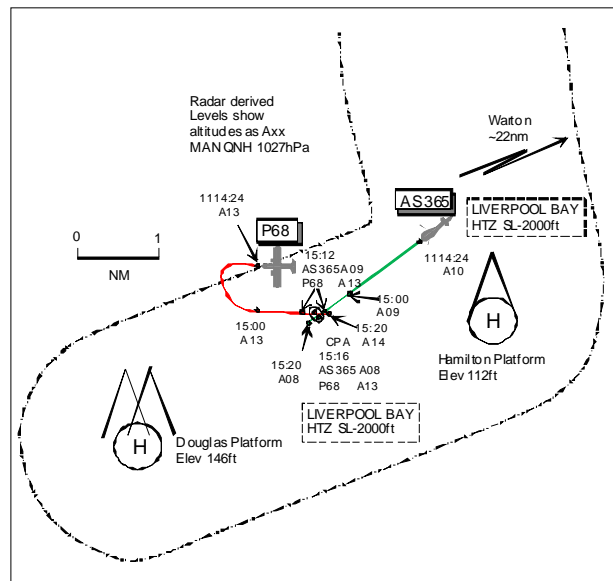 Radar derived
Levels show
altitudes as Axx
MAN QNH 1027hPa
Warton
~22nm
AS365
1114:24
A13
P68
LIVERPOOL BAY
HTZ SL-2000ft
0 1
NM
15:12
AS365 A09
P68 A13
1114:24
A10
15:00
A09
15:00
A13
15:20
A14
CPA
15:16
AS365 A08
P68 A13
15:20
A08
Hamilton Platform
Elev 112ft
H
LIVERPOOL BAY
HTZ SL-2000ft
H
Douglas Platform
Elev 146ft